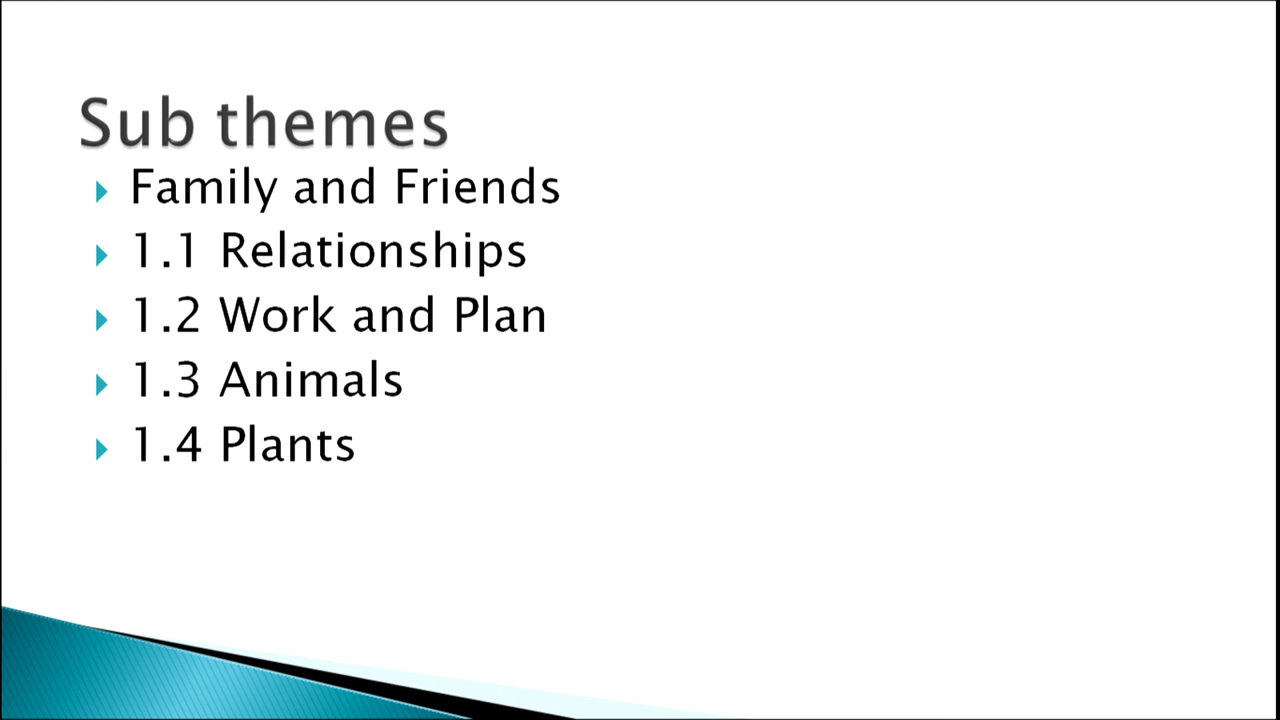 Sub themes
Family and Friends
1.1 Relationships
1.2 Work and Plan
1.3 Animals
1.4 Plants